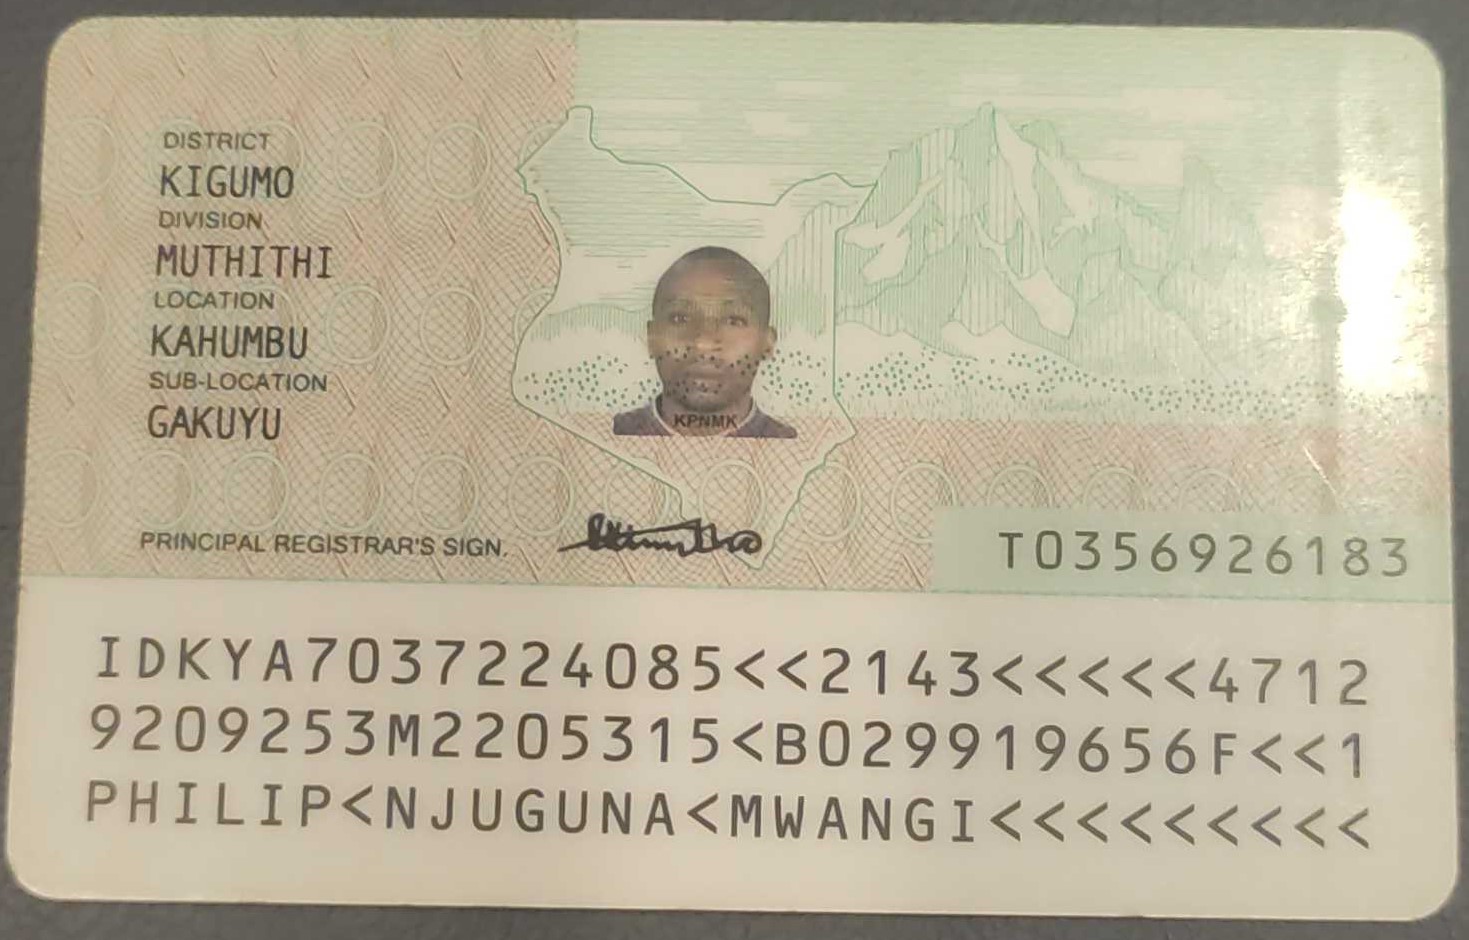 DISTRICT
KIGUMO
DIVISION
MUTHITHI
LOCATION
KAHUMBU
SUB-LOCATION
GAKUYU
KPNMK
PRINCIPAL REGISTRAR'S SIGN.
T0356926183
IDKYA7037224085<<2143<<<<<4712
9209253M2205315<B029919656F<<1
PHILIP<NJUGUNA<MWANGI<<<<<<<<<